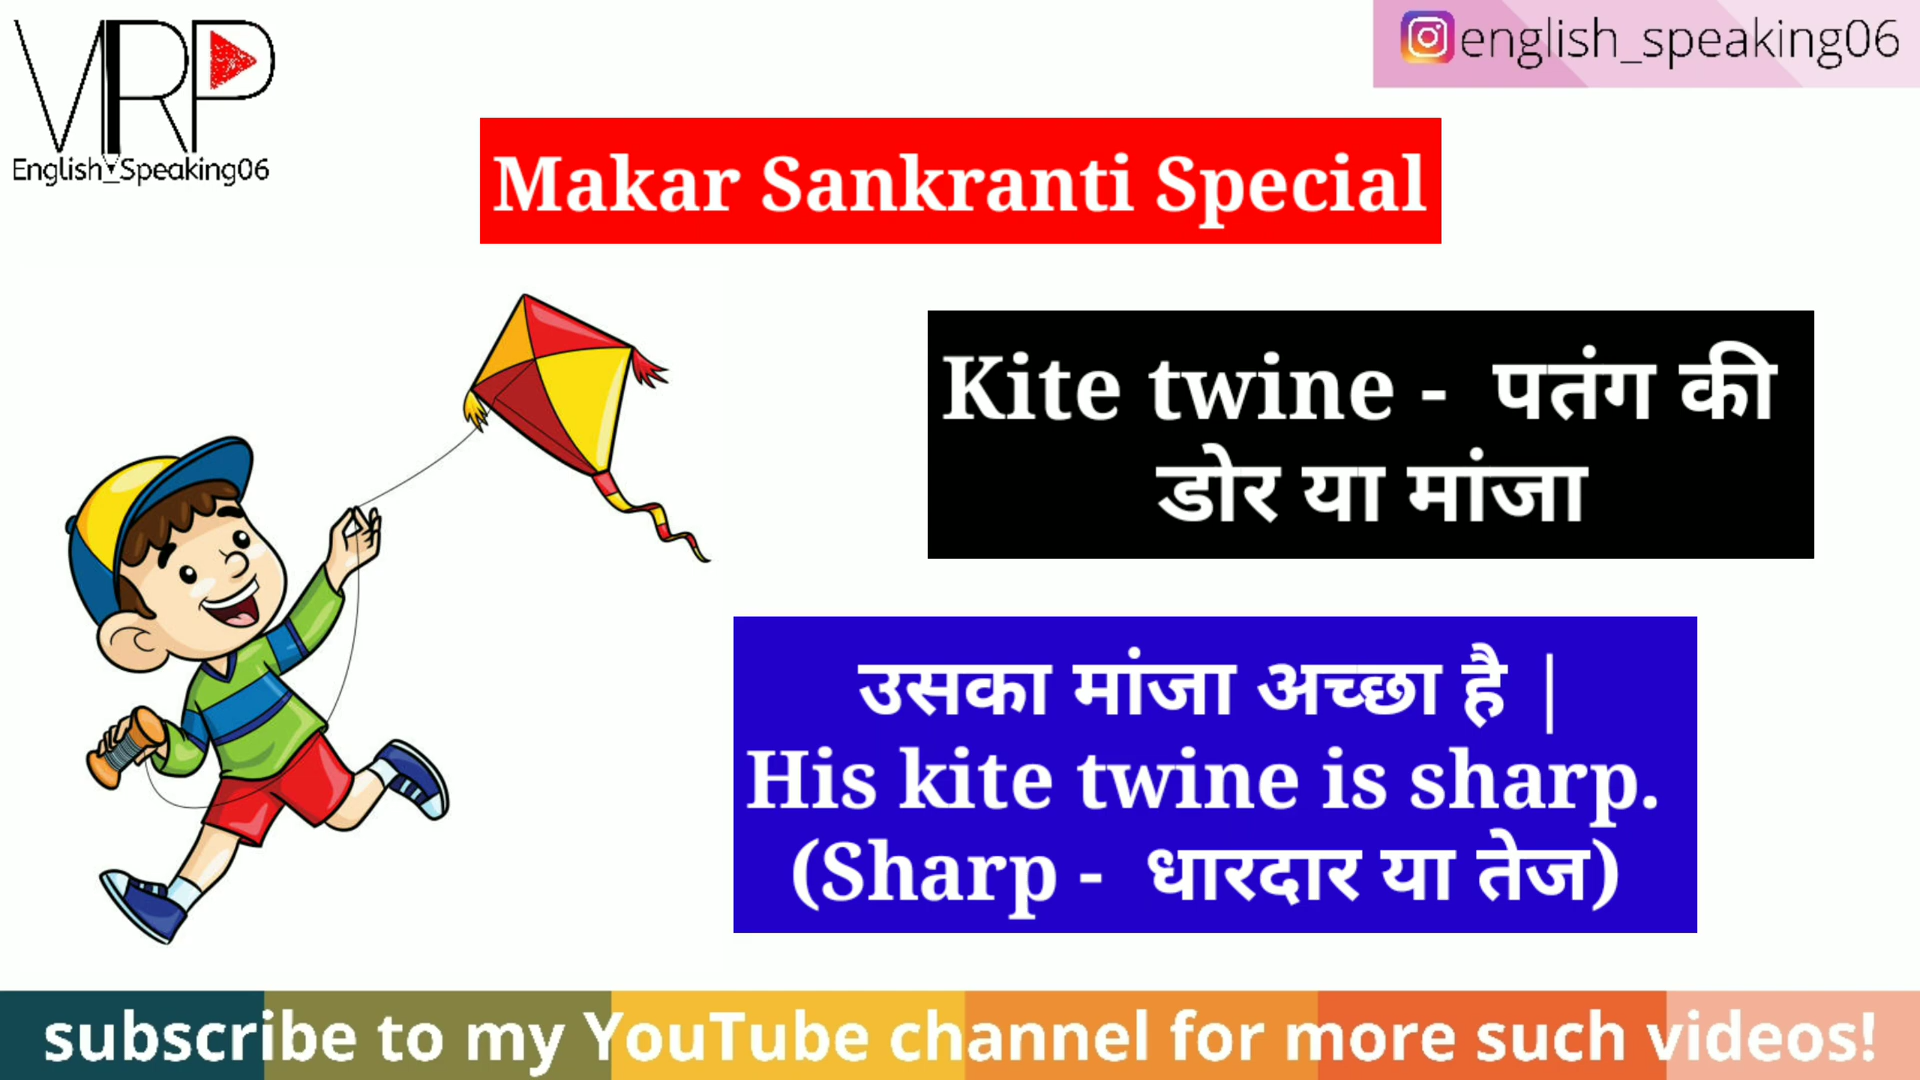 VRP
English_Speaking06
english_speaking06
Makar Sankranti Special
Kite twine - पतंग की
डोर या मांजा
उसका मांजा अच्छा है |
His kite twine is sharp.
(Sharp - धारदार या तेज)
subscribe to my YouTube channel for more such videos!